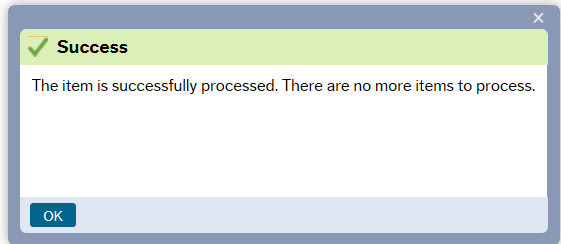 Success
The item is successfully processed. There are no more items to process.
OK